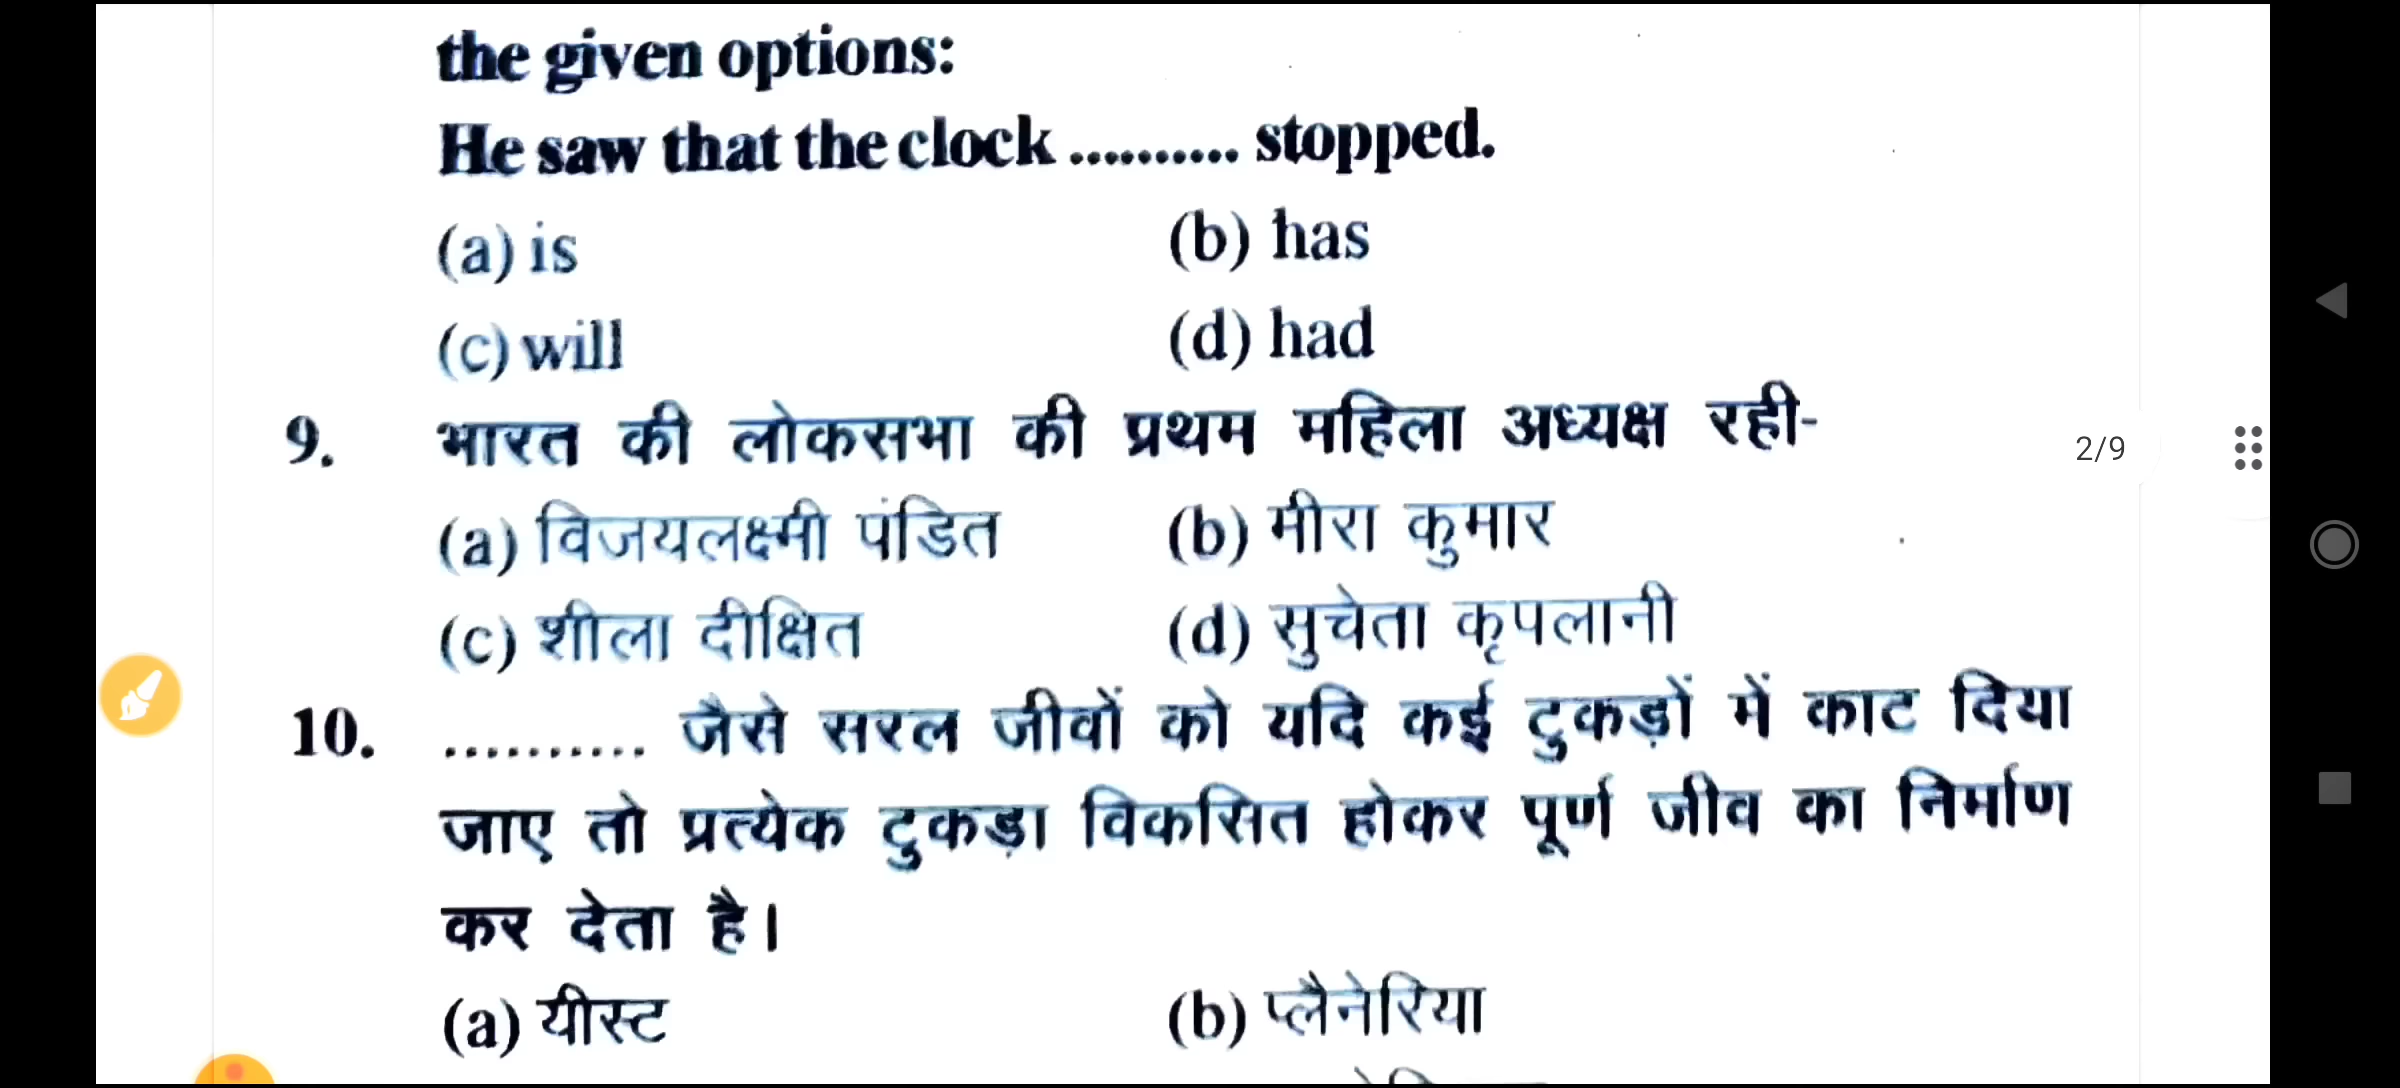 the given options:
He saw that the clock .......... stopped.
(a) is (b) has
(c) will (d) had
9. भारत की लोकसभा की प्रथम महिला अध्यक्ष रही-
2/9
(a) विजयलक्ष्मी पंडित (b) मीरा कुमार
(c) शीला दीक्षित (d) सुचेता कृपलानी
10. .......... जैसे सरल जीवों को यदि कई टुकड़ों में काट दिया
जाए तो प्रत्येक टुकड़ा विकसित होकर पूर्ण जीव का निर्माण
कर देता है।
(a) यीस्ट (b) प्लैनेरिया